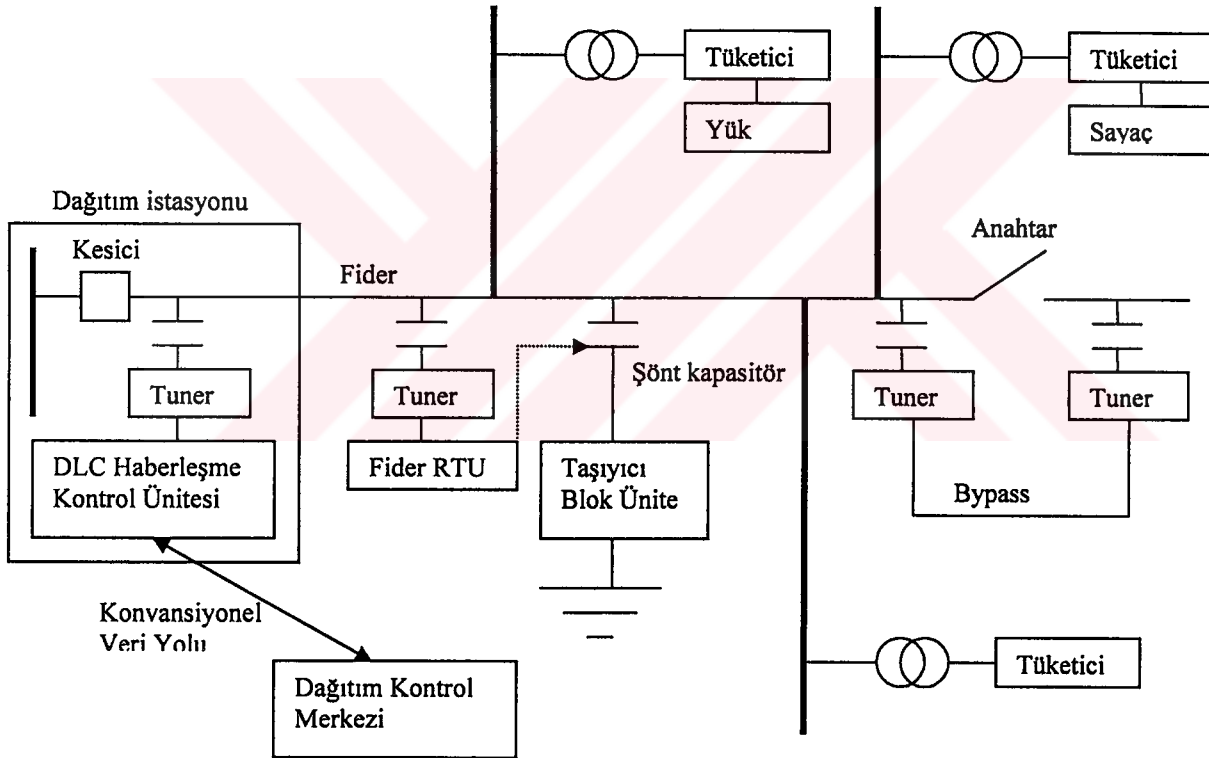 Tüketici
Yük
Tüketici
Sayaç
Dağıtım istasyonu
Kesici
Fider
Anahtar
Şönt kapasitör
Tuner
Tuner
Tuner
Tuner
DLC Haberleşme
Kontrol Ünitesi
Fider RTU
Taşıyıcı
Blok Ünite
Bypass
Konvansiyonel
Veri Yolu
Dağıtım Kontrol
Merkezi
Tüketici